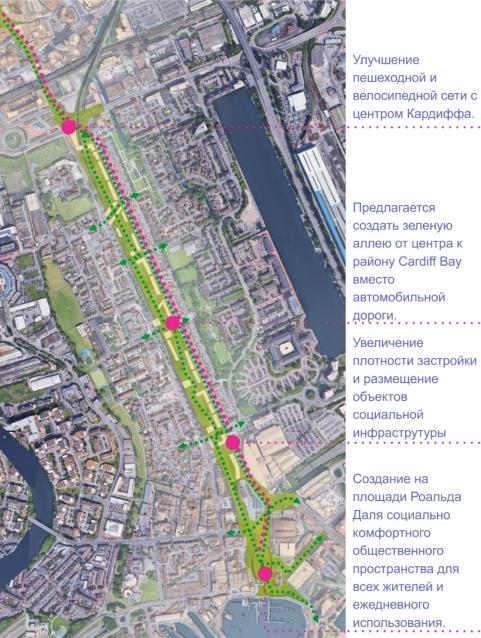 Улучшение
пешеходной и
велосипедной сети с
центром Кардиффа.
Предлагается
создать зеленую
аллею от центра к
району Cardiff Bay
вместо
автомобильной
дороги.
Увеличение
плотности застройки
и размещение
объектов
социальной
инфраструтуры
Создание на
площади Роальда
Даля социально
комфортного
общественного
пространства для
всех жителей и
ежедневного
использования.